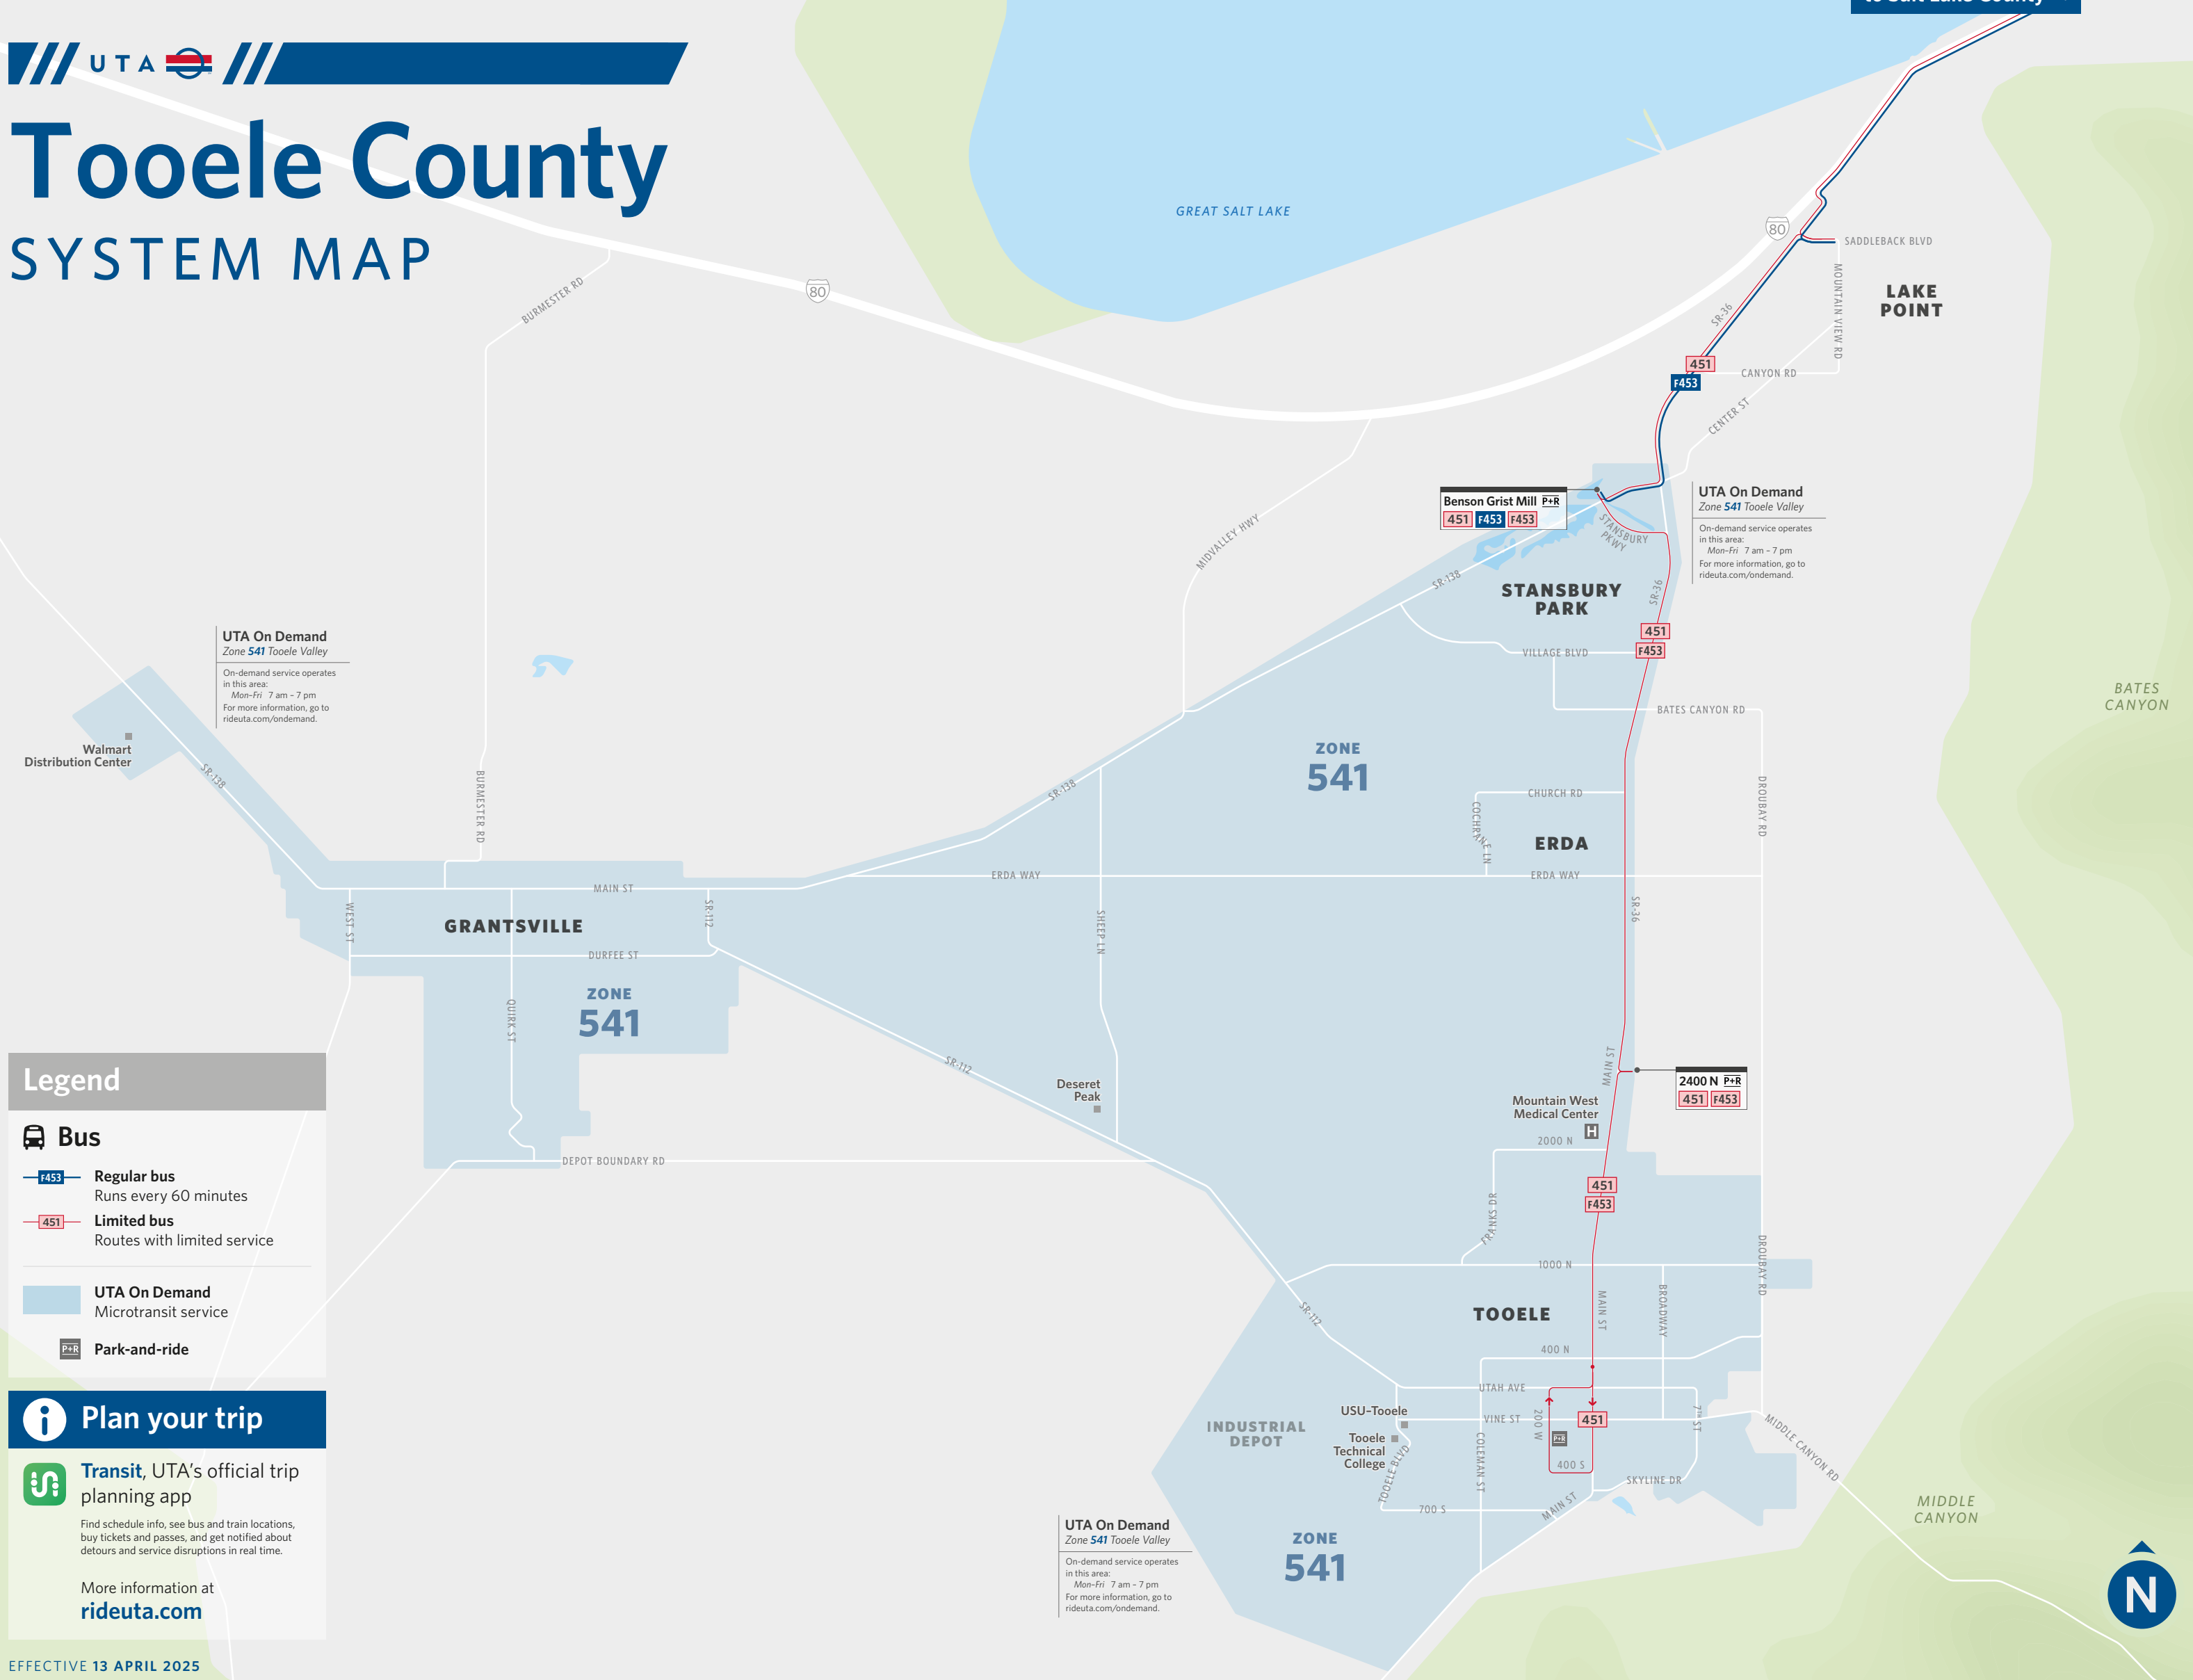 to Salt Lake County
UTA
Tooele County
SYSTEM MAP
GREAT SALT LAKE
80
80
SADDLEBACK BLVD
MOUNTAIN VIEW RD
LAKE
POINT
BURMESTER RD
SR-36
451
F453
CANYON RD
CENTER ST
Benson Grist Mill P+R
451 F453 F453
STANSBURY
PKWY
UTA On Demand
Zone 541 Tooele Valley
On-demand service operates
in this area:
Mon–Fri 7 am – 7 pm
For more information, go to
rideuta.com/ondemand.
MIDVALLEY HWY
SR-138
STANSBURY
PARK
SR-36
451
F453
VILLAGE BLVD
BATES CANYON RD
BATES
CANYON
UTA On Demand
Zone 541 Tooele Valley
On-demand service operates
in this area:
Mon–Fri 7 am – 7 pm
For more information, go to
rideuta.com/ondemand.
Walmart
Distribution Center
SR-138
BURMESTER RD
SR-138
ZONE
541
CHURCH RD
COCHRANE LN
ERDA
DROUBAY RD
ERDA WAY
ERDA WAY
MAIN ST
WEST ST
GRANTSVILLE
SR-112
SHEEP LN
SR-36
DURFEE ST
ZONE
541
QUIRK ST
SR-112
Deseret
Peak
MAIN ST
2400 N P+R
451 F453
Mountain West
Medical Center
H
2000 N
DEPOT BOUNDARY RD
451
F453
FRANKS DR
1000 N
DROUBAY RD
SR-112
TOOELE
MAIN ST
BROADWAY
400 N
UTAH AVE
USU–Tooele
VINE ST
200 W
451
7TH ST
MIDDLE CANYON RD
INDUSTRIAL
DEPOT
Tooele
Technical
College
P+R
TOOELE BLVD
COLEMAN ST
400 S
SKYLINE DR
700 S
MAIN ST
MIDDLE
CANYON
UTA On Demand
Zone 541 Tooele Valley
On-demand service operates
in this area:
Mon–Fri 7 am – 7 pm
For more information, go to
rideuta.com/ondemand.
ZONE
541
N
Legend
Bus
F453 Regular bus
Runs every 60 minutes
451 Limited bus
Routes with limited service
UTA On Demand
Microtransit service
P+R Park-and-ride
i Plan your trip
Transit, UTA's official trip
planning app
Find schedule info, see bus and train locations,
buy tickets and passes, and get notified about
detours and service disruptions in real time.
More information at
rideuta.com
EFFECTIVE 13 APRIL 2025